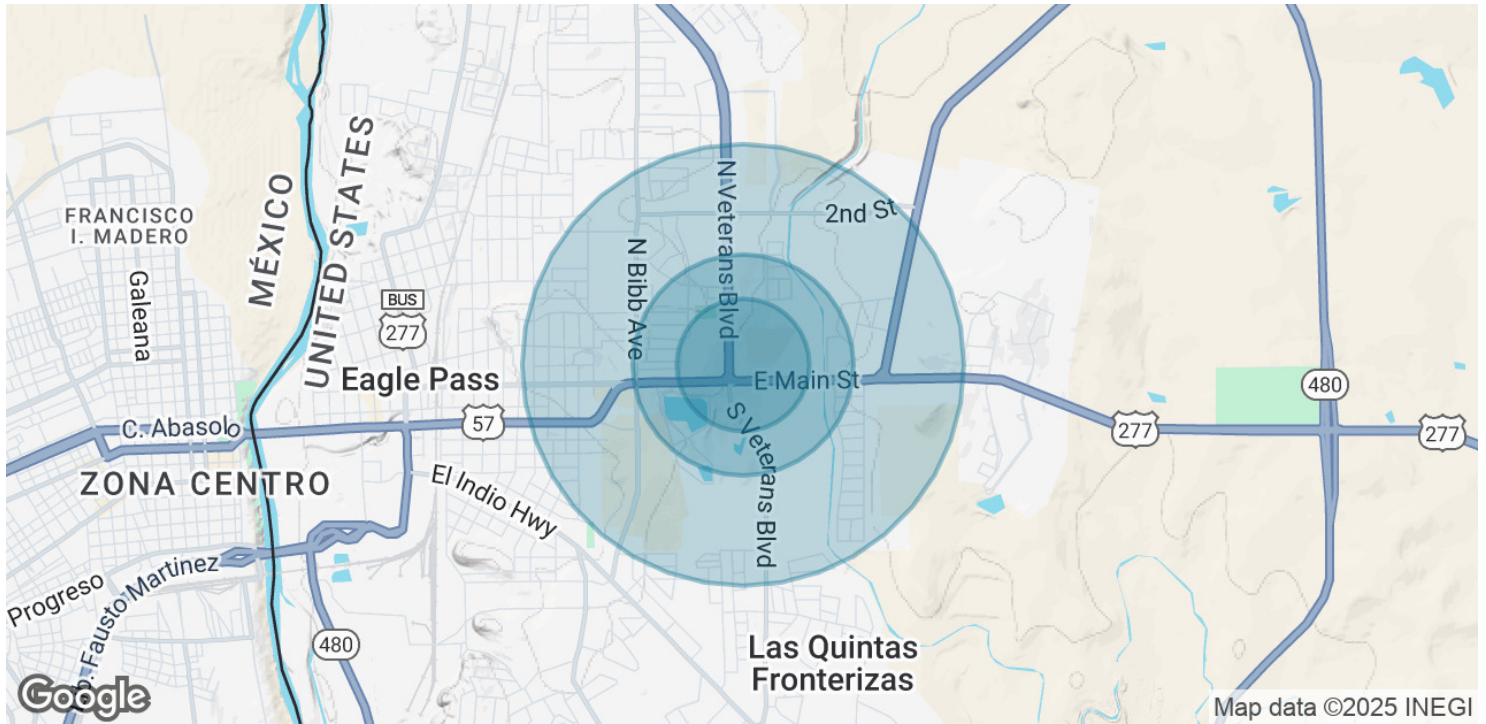 FRANCISCO
I. MADERO
Galeana
MÉXICO
UNITED STATES
BUS
277
Eagle Pass
C. Abasolo
57
ZONA CENTRO
El Indio Hwy
Progreso
b. Fausto Martinez
480
N Bibb Ave
N Veterans Blvd
2nd St
E Main St
S Veterans Blvd
277
480
277
Las Quintas
Fronterizas
Google
Map data ©2025 INEGI